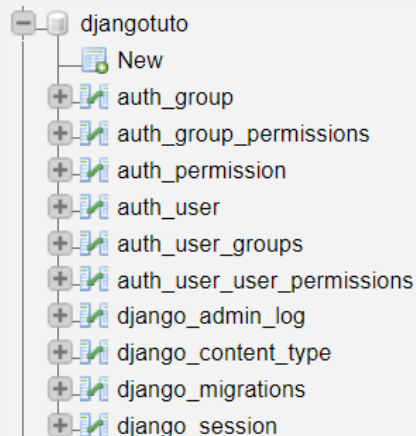 djangotuto
New
auth_group
auth_group_permissions
auth_permission
auth_user
auth_user_groups
auth_user_user_permissions
django_admin_log
django_content_type
django_migrations
django_session